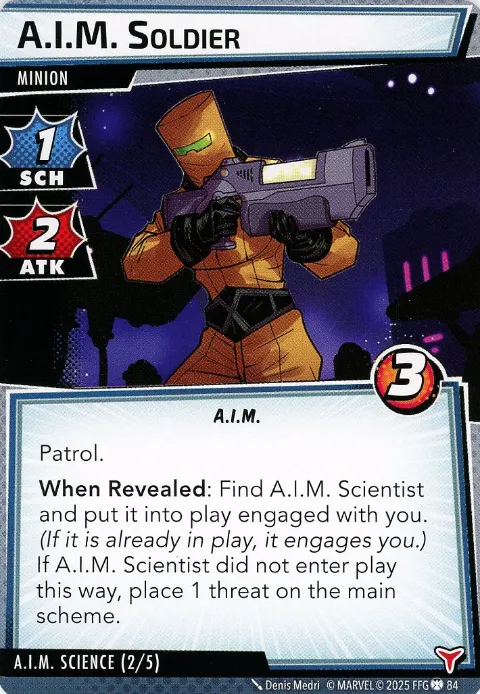 A.I.M. SOLDIER
MINION
1
SCH
2
ATK
3
A.I.M.
Patrol.
When Revealed: Find A.I.M. Scientist
and put it into play engaged with you.
(If it is already in play, it engages you.)
If A.I.M. Scientist did not enter play
this way, place 1 threat on the main
scheme.
A.I.M. SCIENCE (2/5)
Denis Medri © MARVEL © 2025 FFG 84